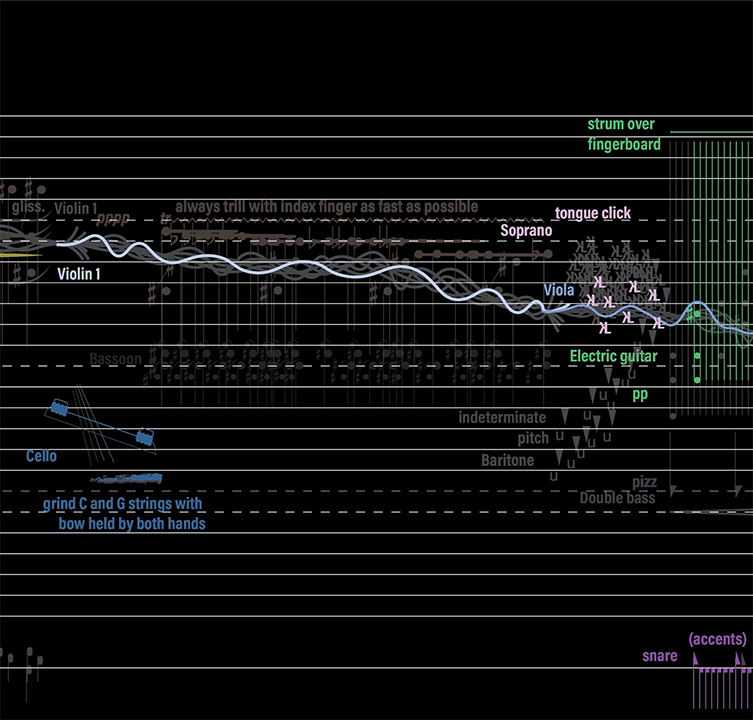 strum over
fingerboard
gliss. Violin 1
pppp
tr
always trill with index finger as fast as possible
tongue click
Soprano
Violin 1
Viola
Bassoon
Electric guitar
pp
indeterminate
pitch
Baritone
Cello
grind C and G strings with
bow held by both hands
pizz
Double bass
(accents)
snare